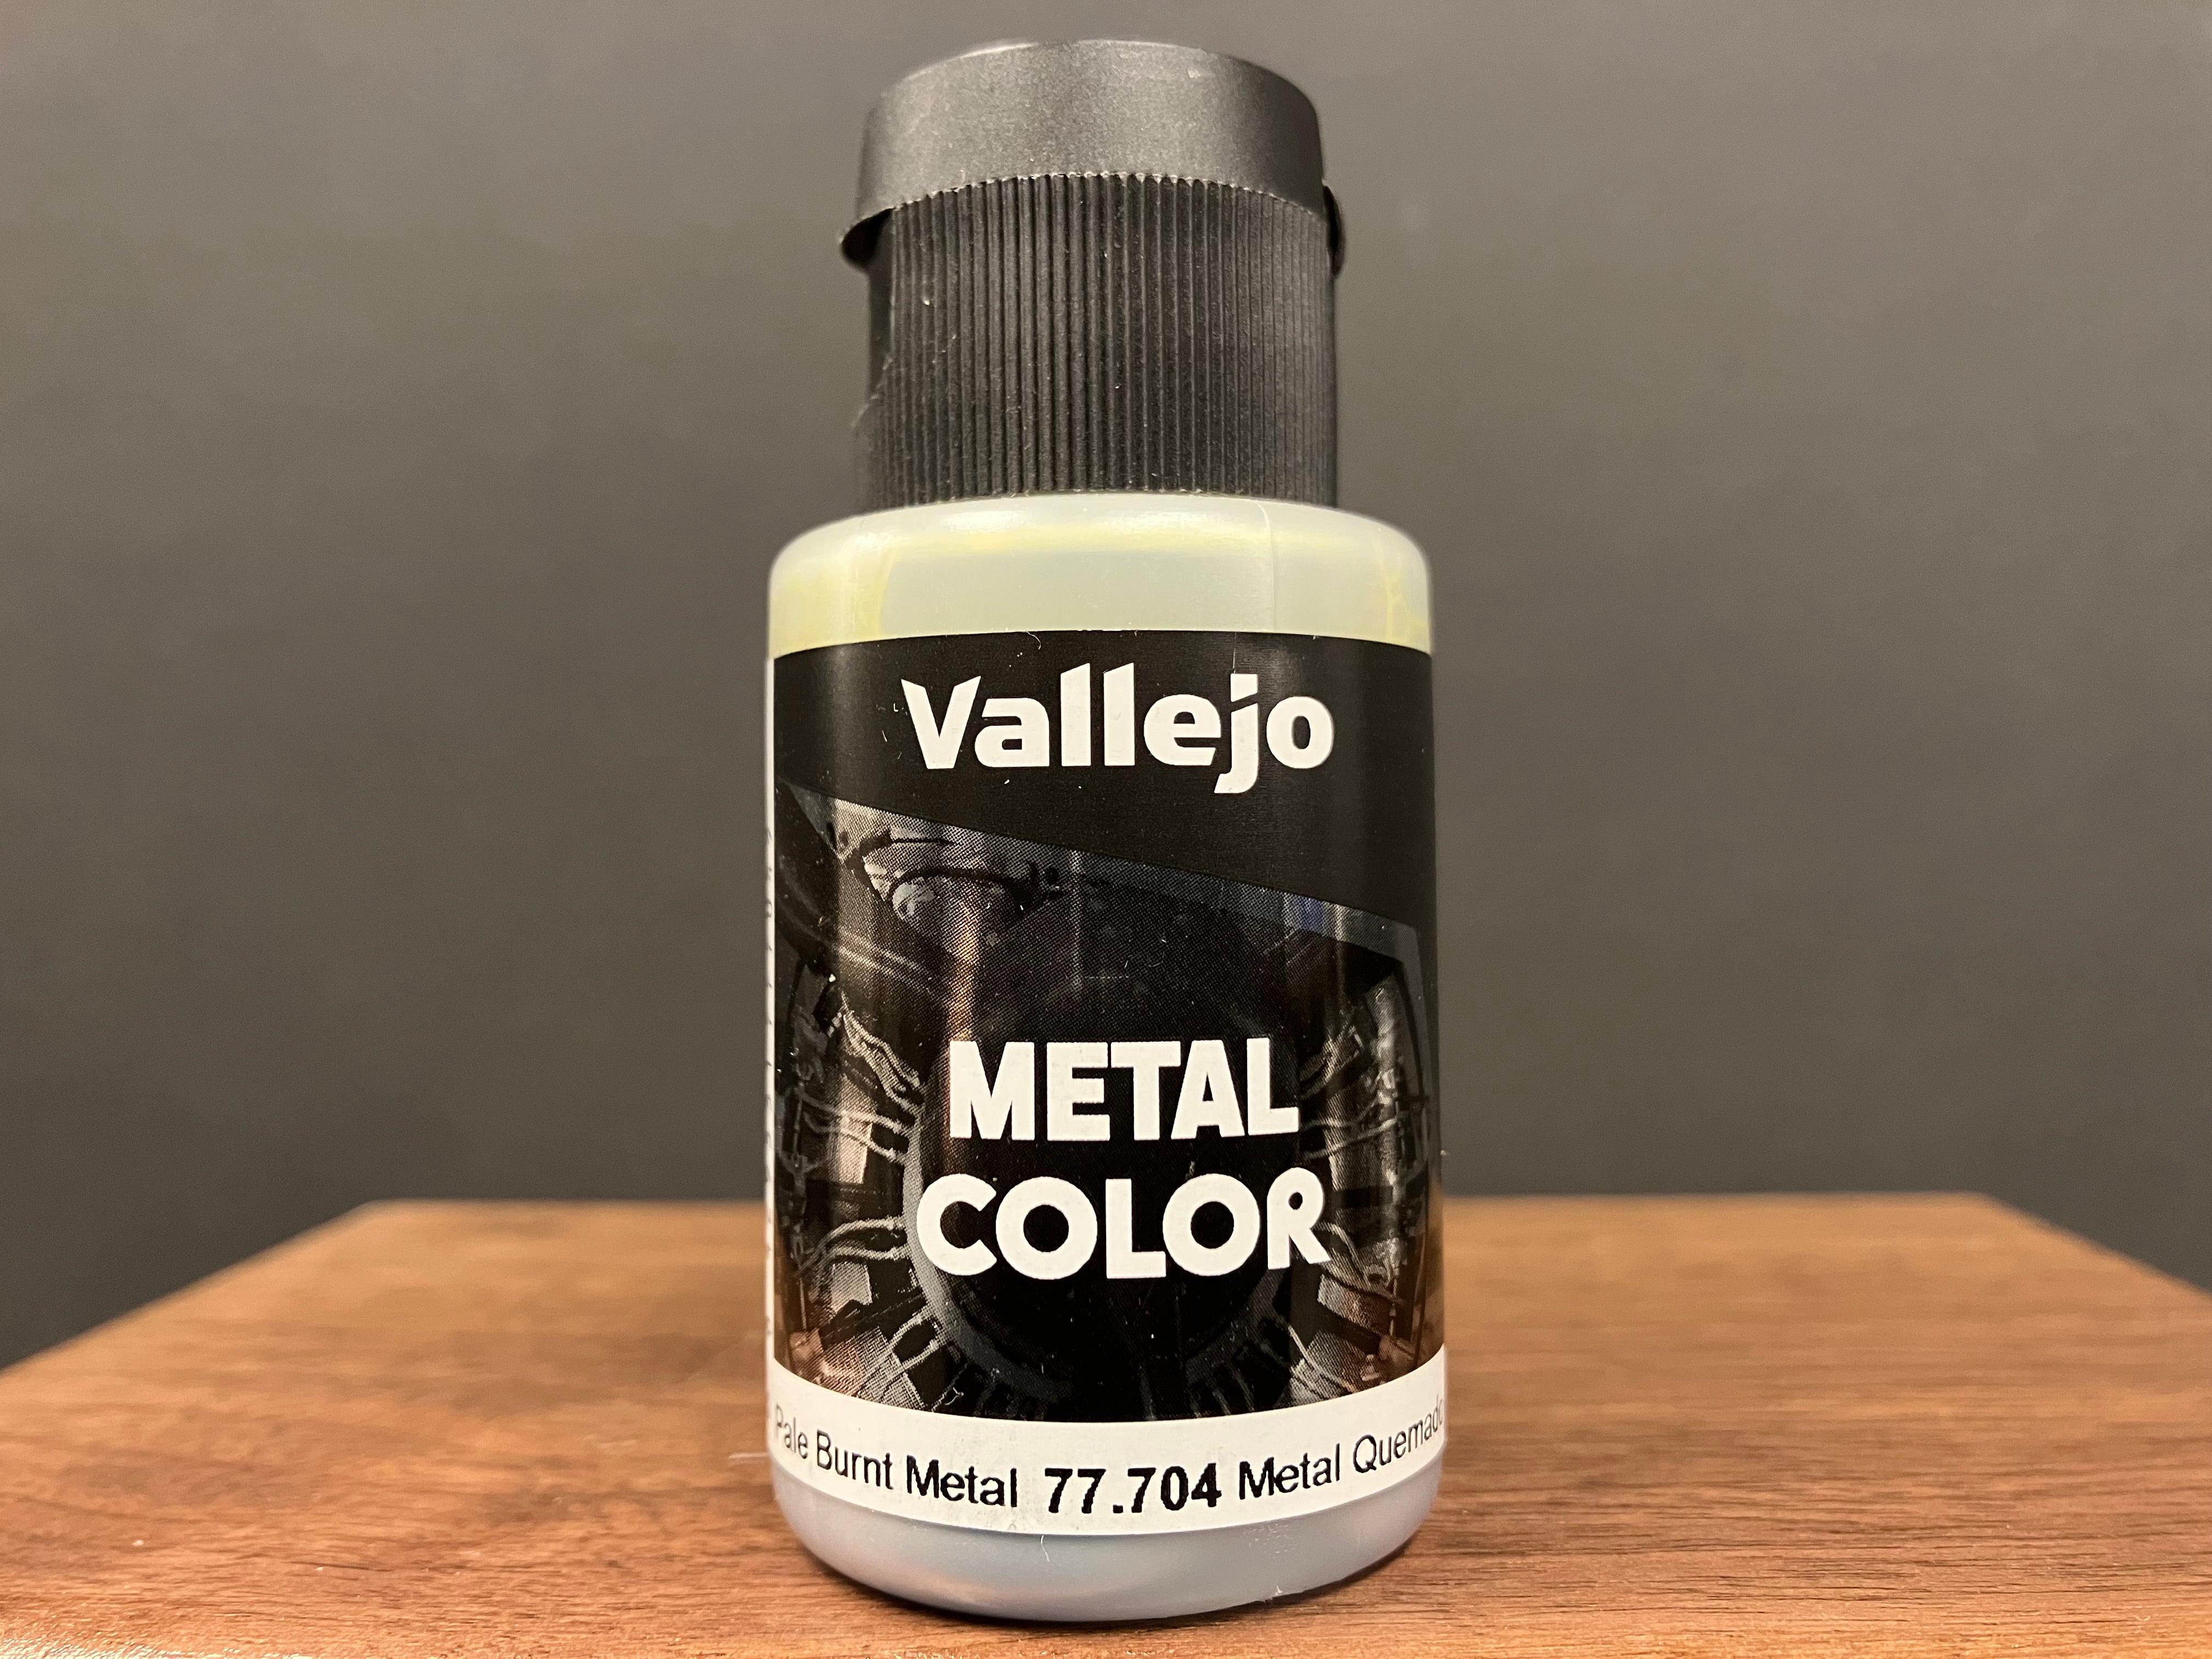 Vallejo
METAL
COLOR
Pale Burnt Metal 77.704 Metal Quemado